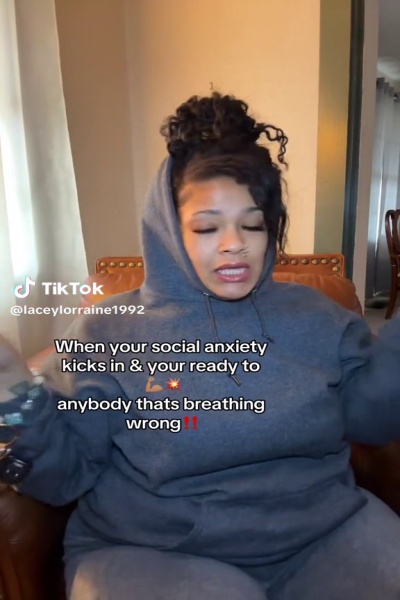 TikTok
@laceylorraine1992
When your social anxiety
kicks in & your ready to
💪🏽💥
anybody thats breathing
wrong‼️